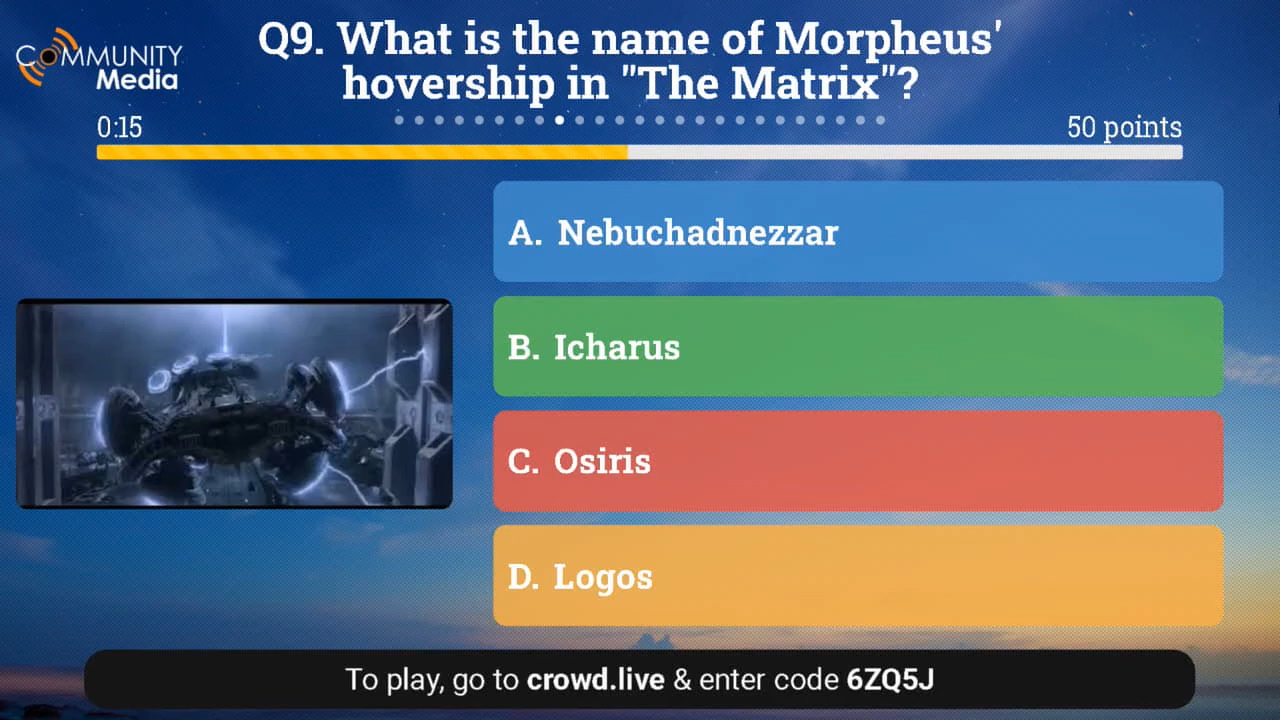 COMMUNITY
Media
Q9. What is the name of Morpheus'
hovership in "The Matrix"?
0:15
50 points
A. Nebuchadnezzar
B. Icharus
C. Osiris
D. Logos
To play, go to crowd.live & enter code 6ZQ5J